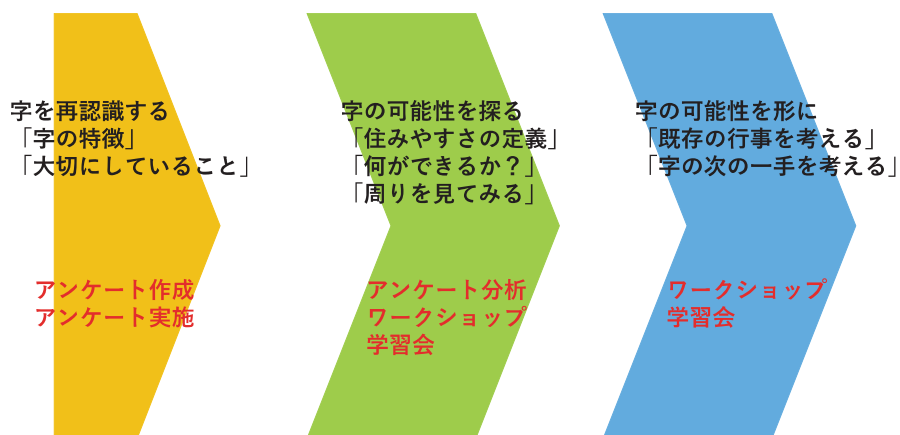 字を再認識する
「字の特徴」
「大切にしていること」
アンケート作成
アンケート実施
字の可能性を探る
「住みやすさの定義」
「何ができるか？」
「周りを見てみる」
アンケート分析
ワークショップ
学習会
字の可能性を形に
「既存の行事を考える」
「字の次の一手を考える」
ワークショップ
学習会